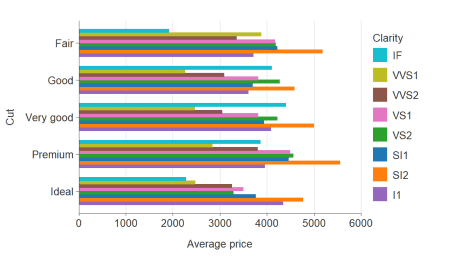 Clarity
Fair
IF
VVS1
Good
VVS2
Cut
Very good
VS1
VS2
Premium
SI1
SI2
Ideal
I1
0 1000 2000 3000 4000 5000 6000
Average price